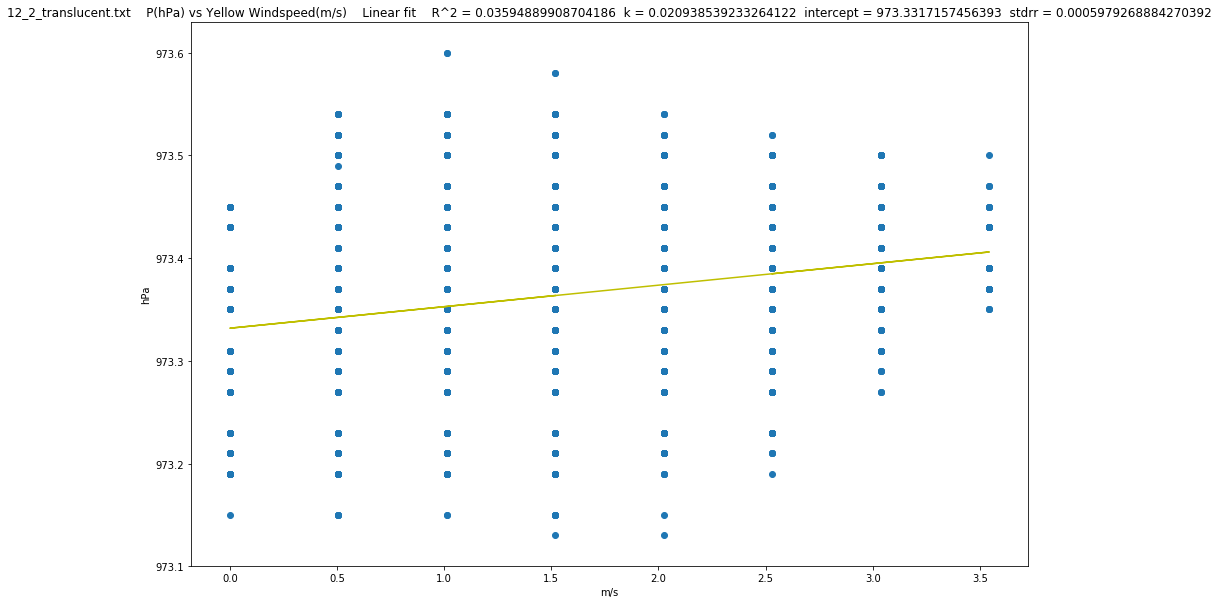 12_2_translucent.txt    P(hPa) vs Yellow Windspeed(m/s)    Linear fit    R^2 = 0.03594889908704186  k = 0.020938539233264122  intercept = 973.3317157456393  stdrr = 0.0005979268884270392
973.6
973.5
973.4
hPa
973.3
973.2
973.1
0.0 0.5 1.0 1.5 2.0 2.5 3.0 3.5
m/s